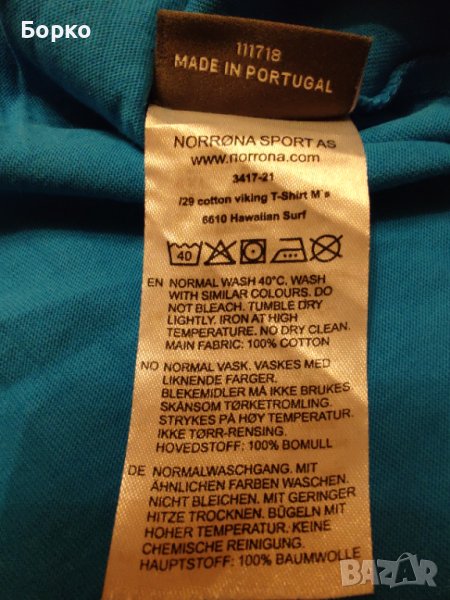 Борко
111718
MADE IN PORTUGAL
NORRØNA SPORT AS
www.norrona.com
3417-21
/29 cotton viking T-Shirt M´s
6610 Hawaiian Surf
40
EN NORMAL WASH 40°C. WASH
WITH SIMILAR COLOURS. DO
NOT BLEACH. TUMBLE DRY
LIGHTLY. IRON AT HIGH
TEMPERATURE. NO DRY CLEAN.
MAIN FABRIC: 100% COTTON
NO NORMAL VASK. VASKES MED
LIKNENDE FARGER.
BLEKEMIDLER MÅ IKKE BRUKES
SKÅNSOM TØRKETROMLING.
STRYKES PÅ HØY TEMPERATUR.
IKKE TØRR-RENSING.
HOVEDSTOFF: 100% BOMULL
DE NORMALWASCHGANG. MIT
ÄHNLICHEN FARBEN WASCHEN.
NICHT BLEICHEN. MIT GERINGER
HITZE TROCKNEN. BÜGELN MIT
HOHER TEMPERATUR. KEINE
CHEMISCHE REINIGUNG.
HAUPTSTOFF: 100% BAUMWOLLE
BAZAR